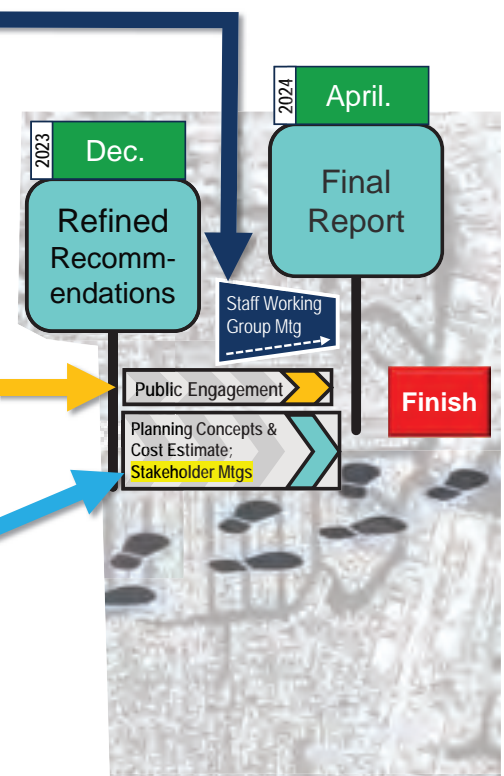 2023
Dec.
Refined
Recomm-
endations
2024
April.
Final
Report
Staff Working
Group Mtg
Public Engagement
Planning Concepts &
Cost Estimate;
Stakeholder Mtgs
Finish